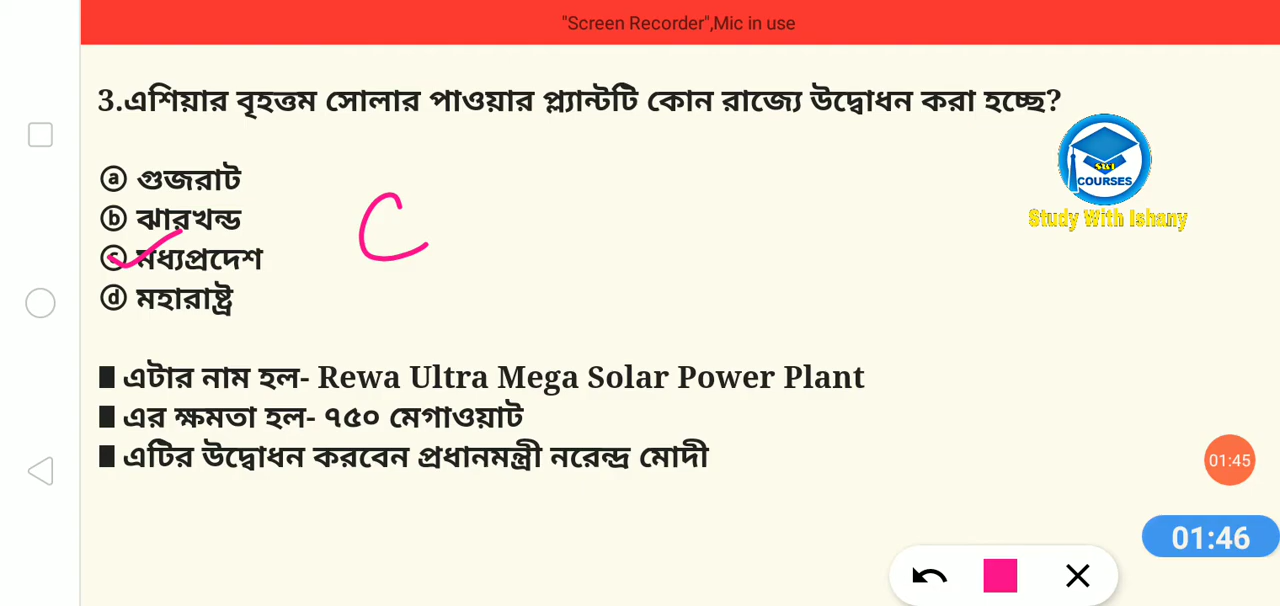 "Screen Recorder",Mic in use
3.এশিয়ার বৃহত্তম সোলার পাওয়ার প্ল্যান্টটি কোন রাজ্যে উদ্বোধন করা হচ্ছে?
ⓐ গুজরাট
ⓑ ঝারখন্ড
C
ⓒ মধ্যপ্রদেশ
ⓓ মহারাষ্ট্র
COURSES
Study With Ishany
■ এটার নাম হল- Rewa Ultra Mega Solar Power Plant
■ এর ক্ষমতা হল- ৭৫০ মেগাওয়াট
■ এটির উদ্বোধন করবেন প্রধানমন্ত্রী নরেন্দ্র মোদী
01:45
01:46